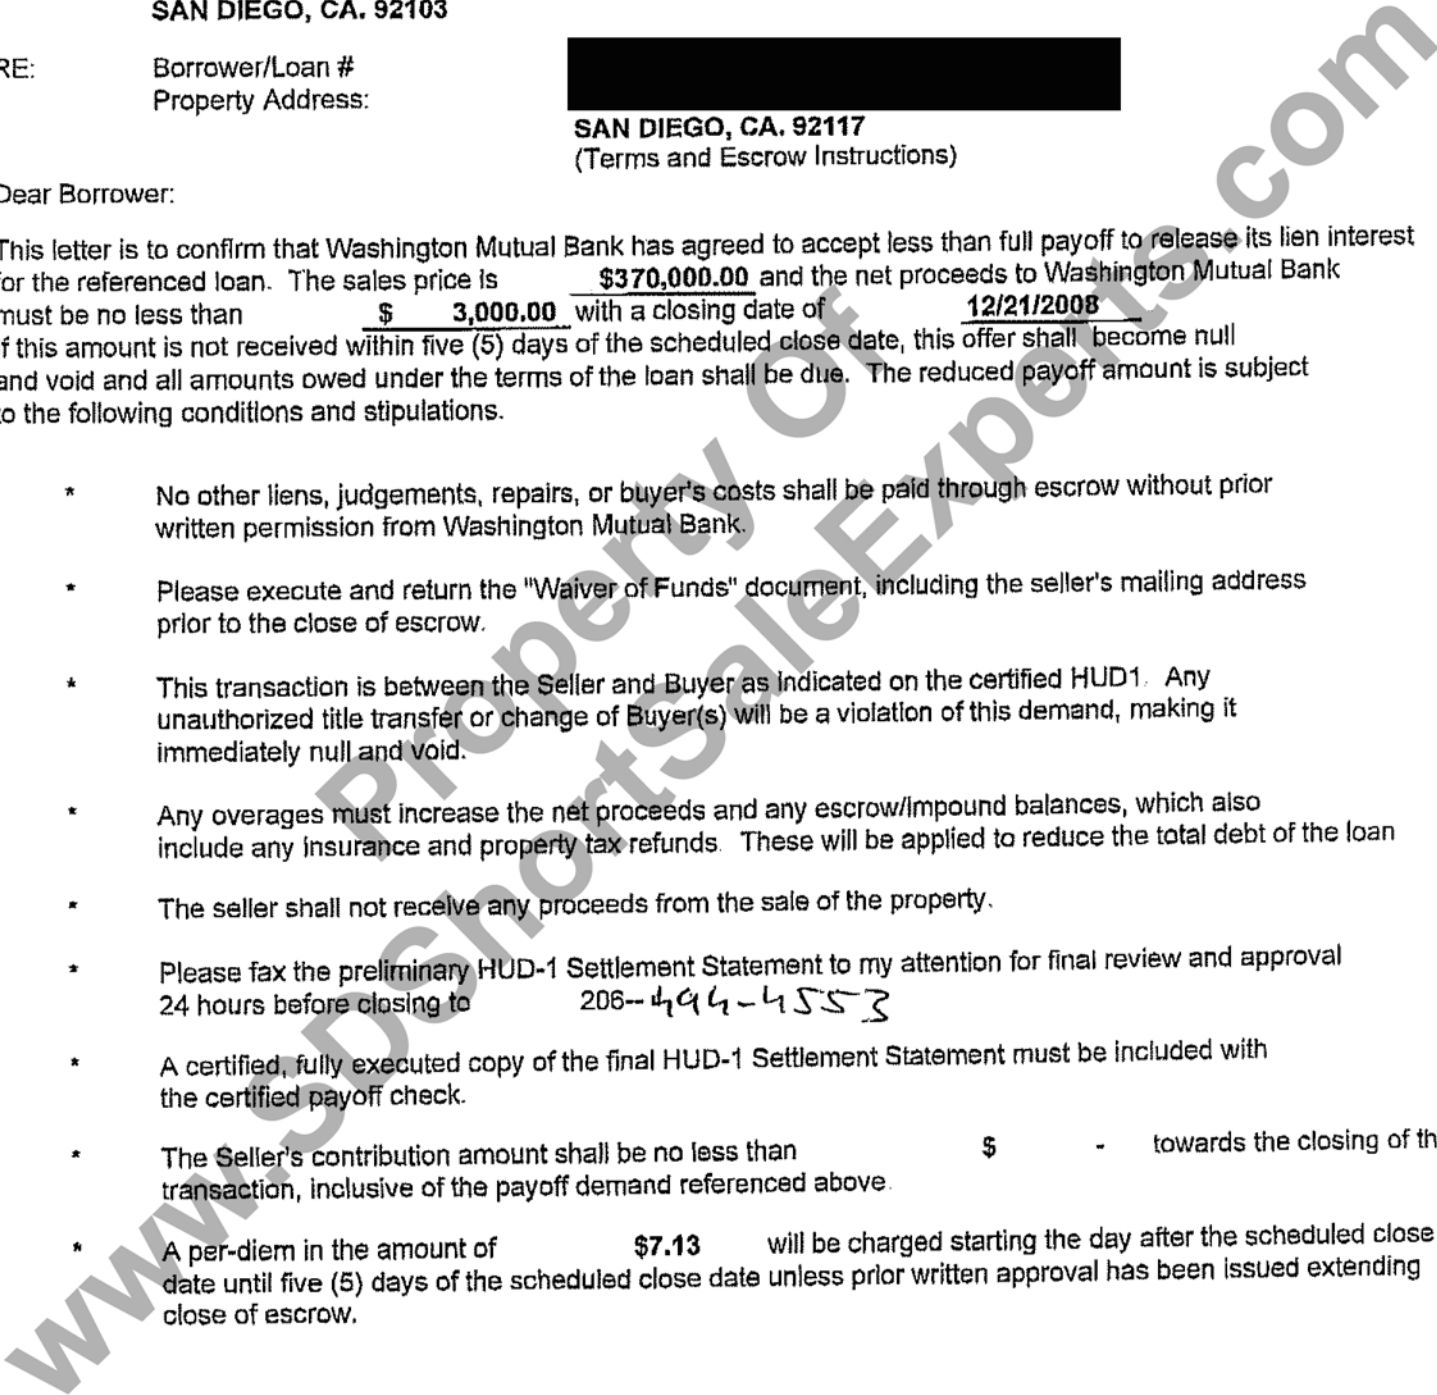 SAN DIEGO, CA. 92103
RE: Borrower/Loan #
Property Address:
SAN DIEGO, CA. 92117
(Terms and Escrow Instructions)
Dear Borrower:
This letter is to confirm that Washington Mutual Bank has agreed to accept less than full payoff to release its lien interest
for the referenced loan. The sales price is $370,000.00 and the net proceeds to Washington Mutual Bank
must be no less than $ 3,000.00 with a closing date of 12/21/2008
if this amount is not received within five (5) days of the scheduled close date, this offer shall become null
and void and all amounts owed under the terms of the loan shall be due. The reduced payoff amount is subject
to the following conditions and stipulations.
* No other liens, judgements, repairs, or buyer's costs shall be paid through escrow without prior
written permission from Washington Mutual Bank.
* Please execute and return the "Waiver of Funds" document, including the seller's mailing address
prior to the close of escrow.
* This transaction is between the Seller and Buyer as indicated on the certified HUD1. Any
unauthorized title transfer or change of Buyer(s) will be a violation of this demand, making it
immediately null and void.
* Any overages must increase the net proceeds and any escrow/impound balances, which also
include any insurance and property tax refunds. These will be applied to reduce the total debt of the loan
* The seller shall not receive any proceeds from the sale of the property.
* Please fax the preliminary HUD-1 Settlement Statement to my attention for final review and approval
24 hours before closing to 206--494-4553
* A certified, fully executed copy of the final HUD-1 Settlement Statement must be included with
the certified payoff check.
* The Seller's contribution amount shall be no less than $ - towards the closing of th
transaction, inclusive of the payoff demand referenced above.
* A per-diem in the amount of $7.13 will be charged starting the day after the scheduled close
date until five (5) days of the scheduled close date unless prior written approval has been issued extending
close of escrow.
Property Of
www.SDShortSaleExperts.com